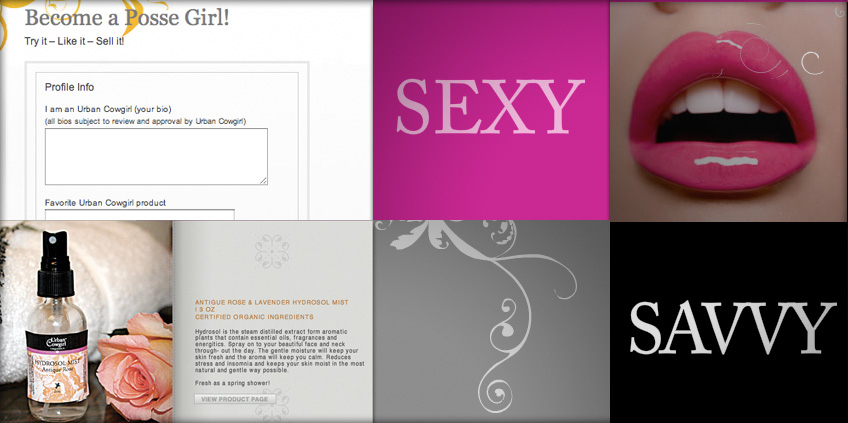 Become a Posse Girl!
Try it – Like it – Sell it!
Profile Info
I am an Urban Cowgirl (your bio)
(all bios subject to review and approval by Urban Cowgirl)
Favorite Urban Cowgirl product
SEXY
Urban
Cowgirl
HYDROSOL MIST
Antique Rose
ANTIGUE ROSE & LAVENDER HYDROSOL MIST
I 3 OZ
CERTIFIED ORGANIC INGREDIENTS
Hydrosol is the steam distilled extract form aromatic
plants that contain essential oils, fragrances and
energitics. Spray on to your beautiful face and neck
through- out the day. The gentle moisture will keep your
skin fresh and the aroma will keep you calm. Reduces
stress and insomnia and keeps your skin moist in the most
natural and gentle way possible.
Fresh as a spring shower!
VIEW PRODUCT PAGE
SAVVY